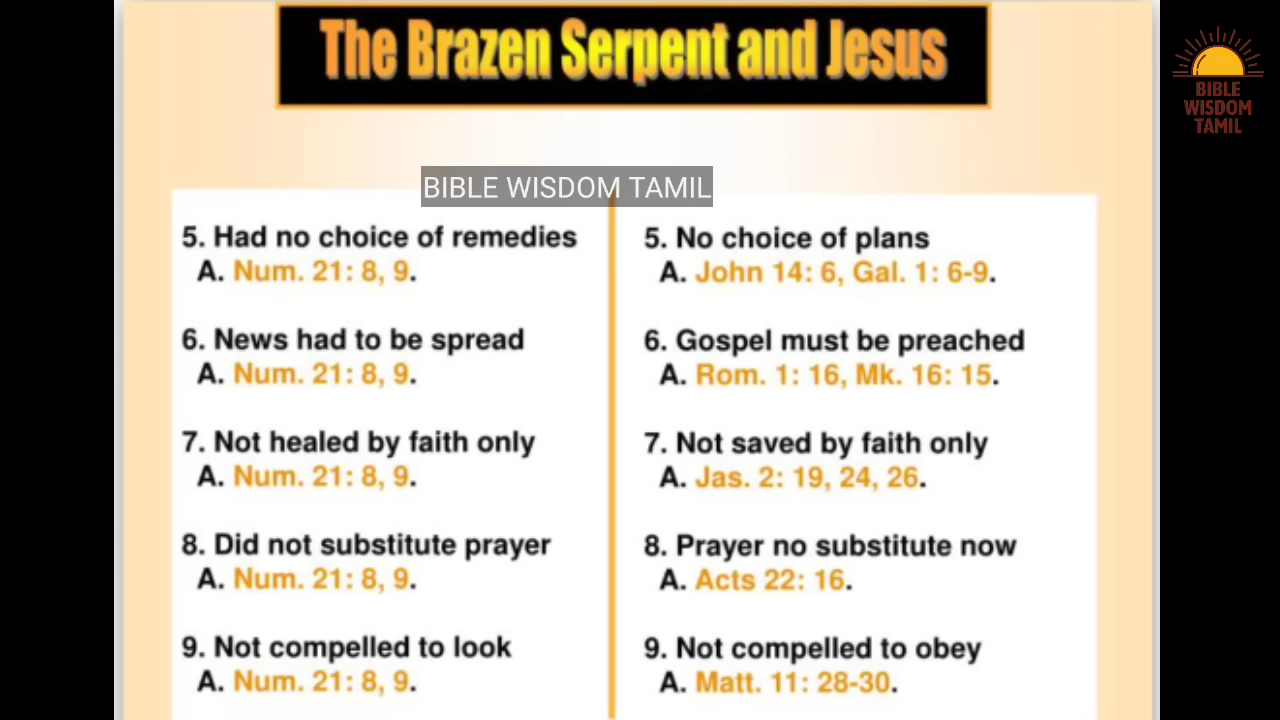 The Brazen Serpent and Jesus
BIBLE
WISDOM
TAMIL
BIBLE WISDOM TAMIL
5. Had no choice of remedies
A. Num. 21: 8, 9.
6. News had to be spread
A. Num. 21: 8, 9.
7. Not healed by faith only
A. Num. 21: 8, 9.
8. Did not substitute prayer
A. Num. 21: 8, 9.
9. Not compelled to look
A. Num. 21: 8, 9.
5. No choice of plans
A. John 14: 6, Gal. 1: 6-9.
6. Gospel must be preached
A. Rom. 1: 16, Mk. 16: 15.
7. Not saved by faith only
A. Jas. 2: 19, 24, 26.
8. Prayer no substitute now
A. Acts 22: 16.
9. Not compelled to obey
A. Matt. 11: 28-30.